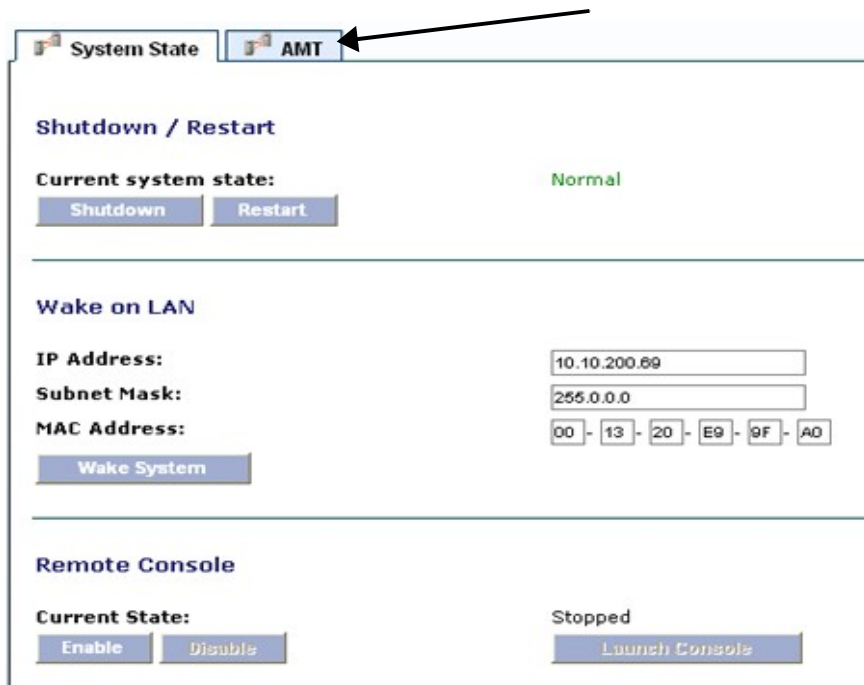 System State AMT
Shutdown / Restart
Current system state: Normal
Shutdown Restart
Wake on LAN
IP Address: 10.10.200.69
Subnet Mask: 255.0.0.0
MAC Address: 00 - 13 - 20 - E9 - 9F - A0
Wake System
Remote Console
Current State: Stopped
Enable Disable Launch Console